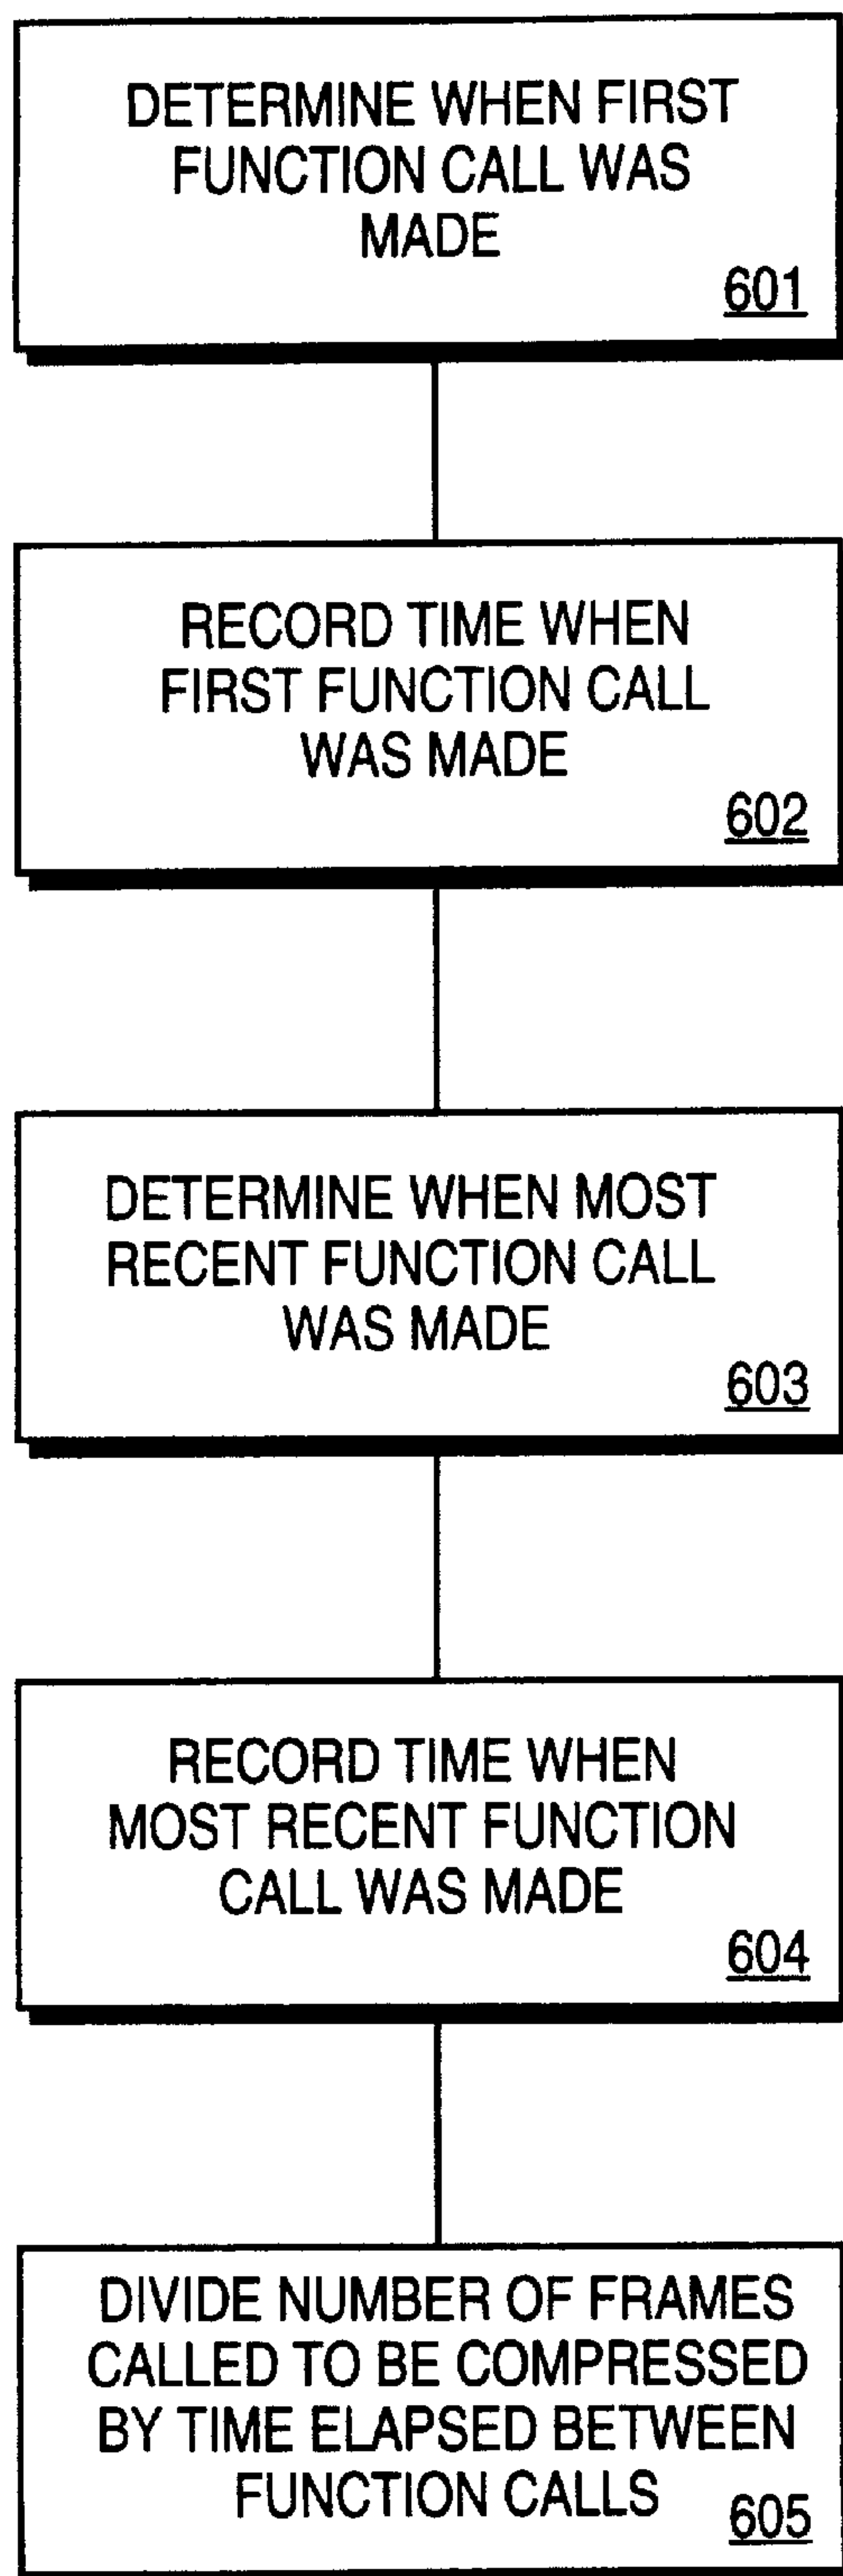 DETERMINE WHEN FIRST
FUNCTION CALL WAS
MADE
601
RECORD TIME WHEN
FIRST FUNCTION CALL
WAS MADE
602
DETERMINE WHEN MOST
RECENT FUNCTION CALL
WAS MADE
603
RECORD TIME WHEN
MOST RECENT FUNCTION
CALL WAS MADE
604
DIVIDE NUMBER OF FRAMES
CALLED TO BE COMPRESSED
BY TIME ELAPSED BETWEEN
FUNCTION CALLS
605